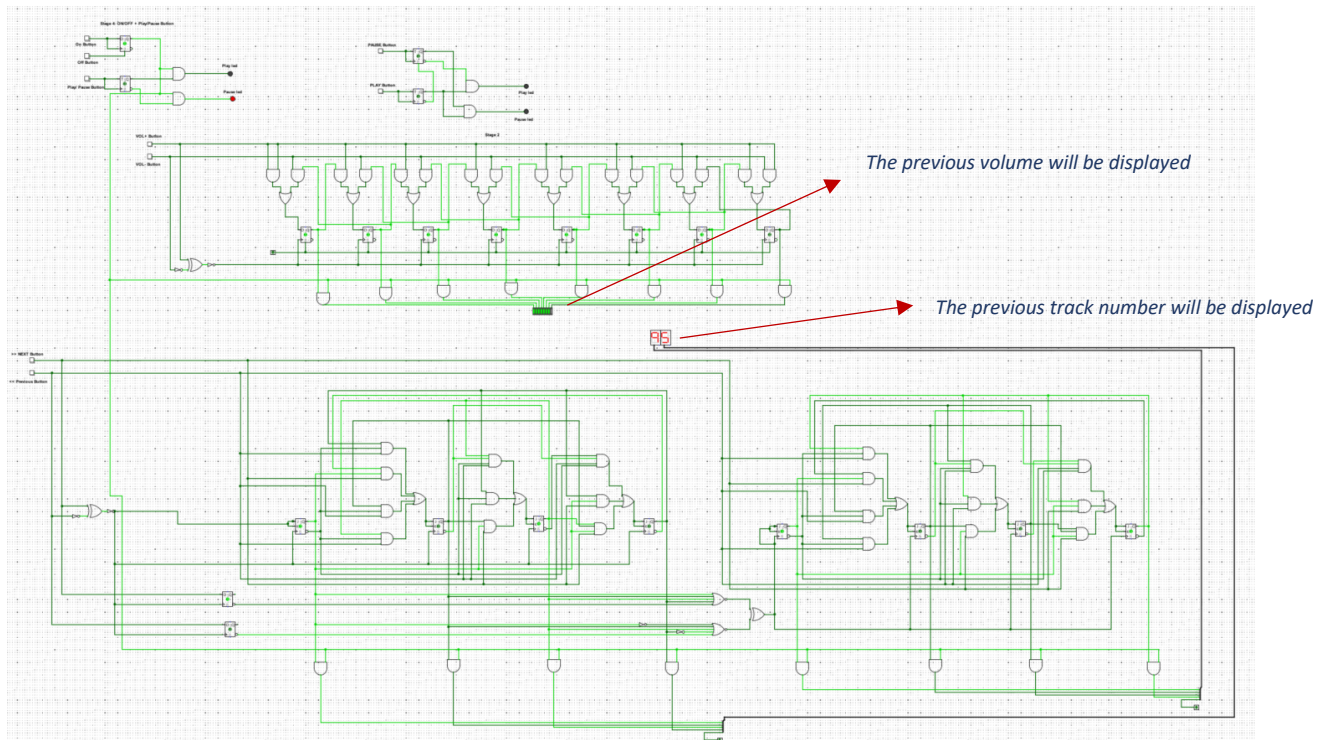 Stage 4: ON/OFF + Play/Pause Button
On Button
Off Button
Play led
Play/ Pause Button
Pause led
PAUSE Button
PLAY Button
Play led
Pause led
Stage 2
VOL+ Button
VOL- Button
The previous volume will be displayed
The previous track number will be displayed
95
>> NEXT Button
<< Previous Button